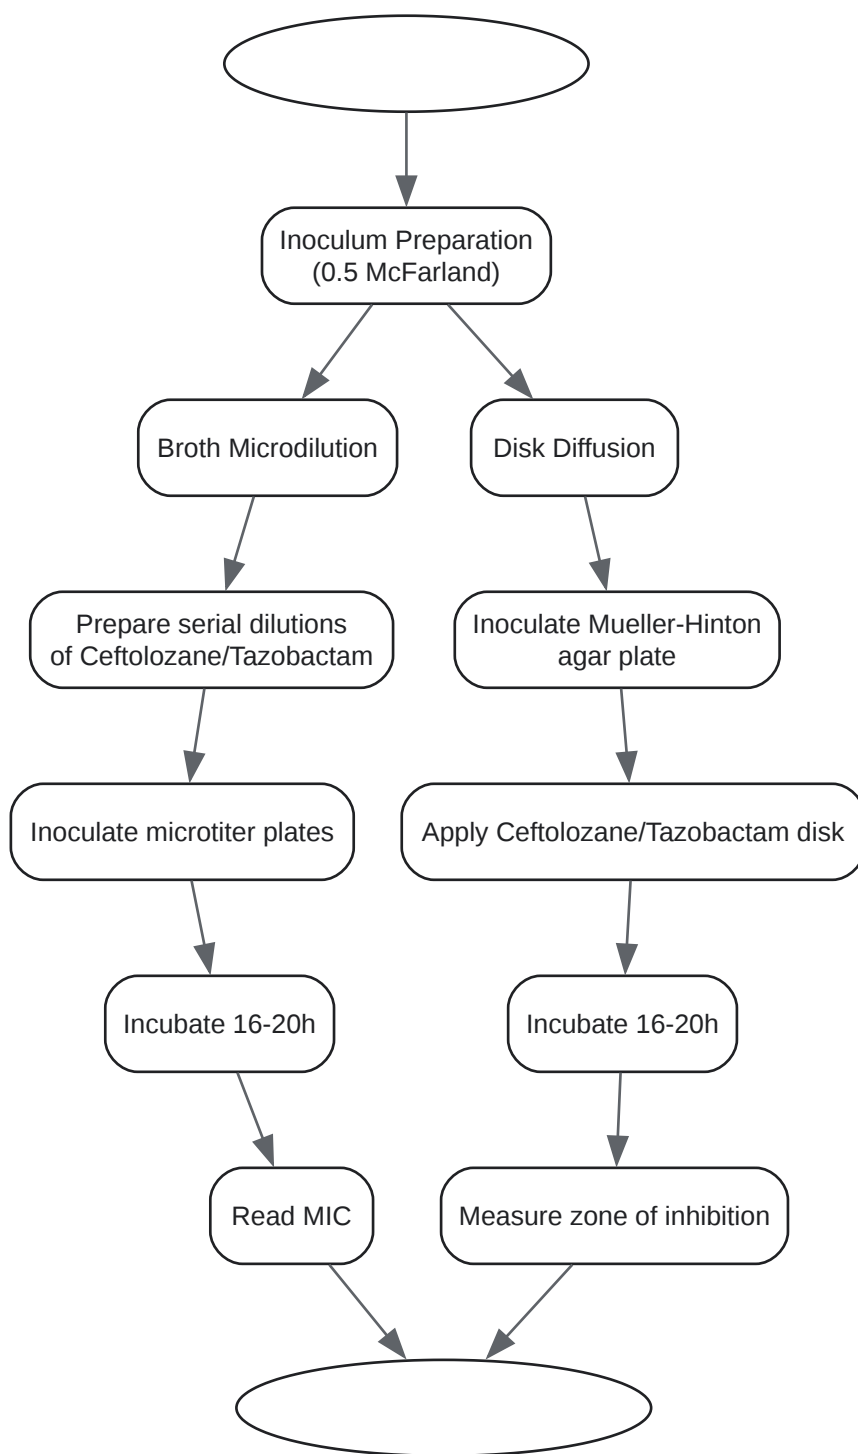 Inoculum Preparation
(0.5 McFarland)
Broth Microdilution
Disk Diffusion
Prepare serial dilutions
of Ceftolozane/Tazobactam
Inoculate Mueller-Hinton
agar plate
Inoculate microtiter plates
Apply Ceftolozane/Tazobactam disk
Incubate 16-20h
Incubate 16-20h
Read MIC
Measure zone of inhibition